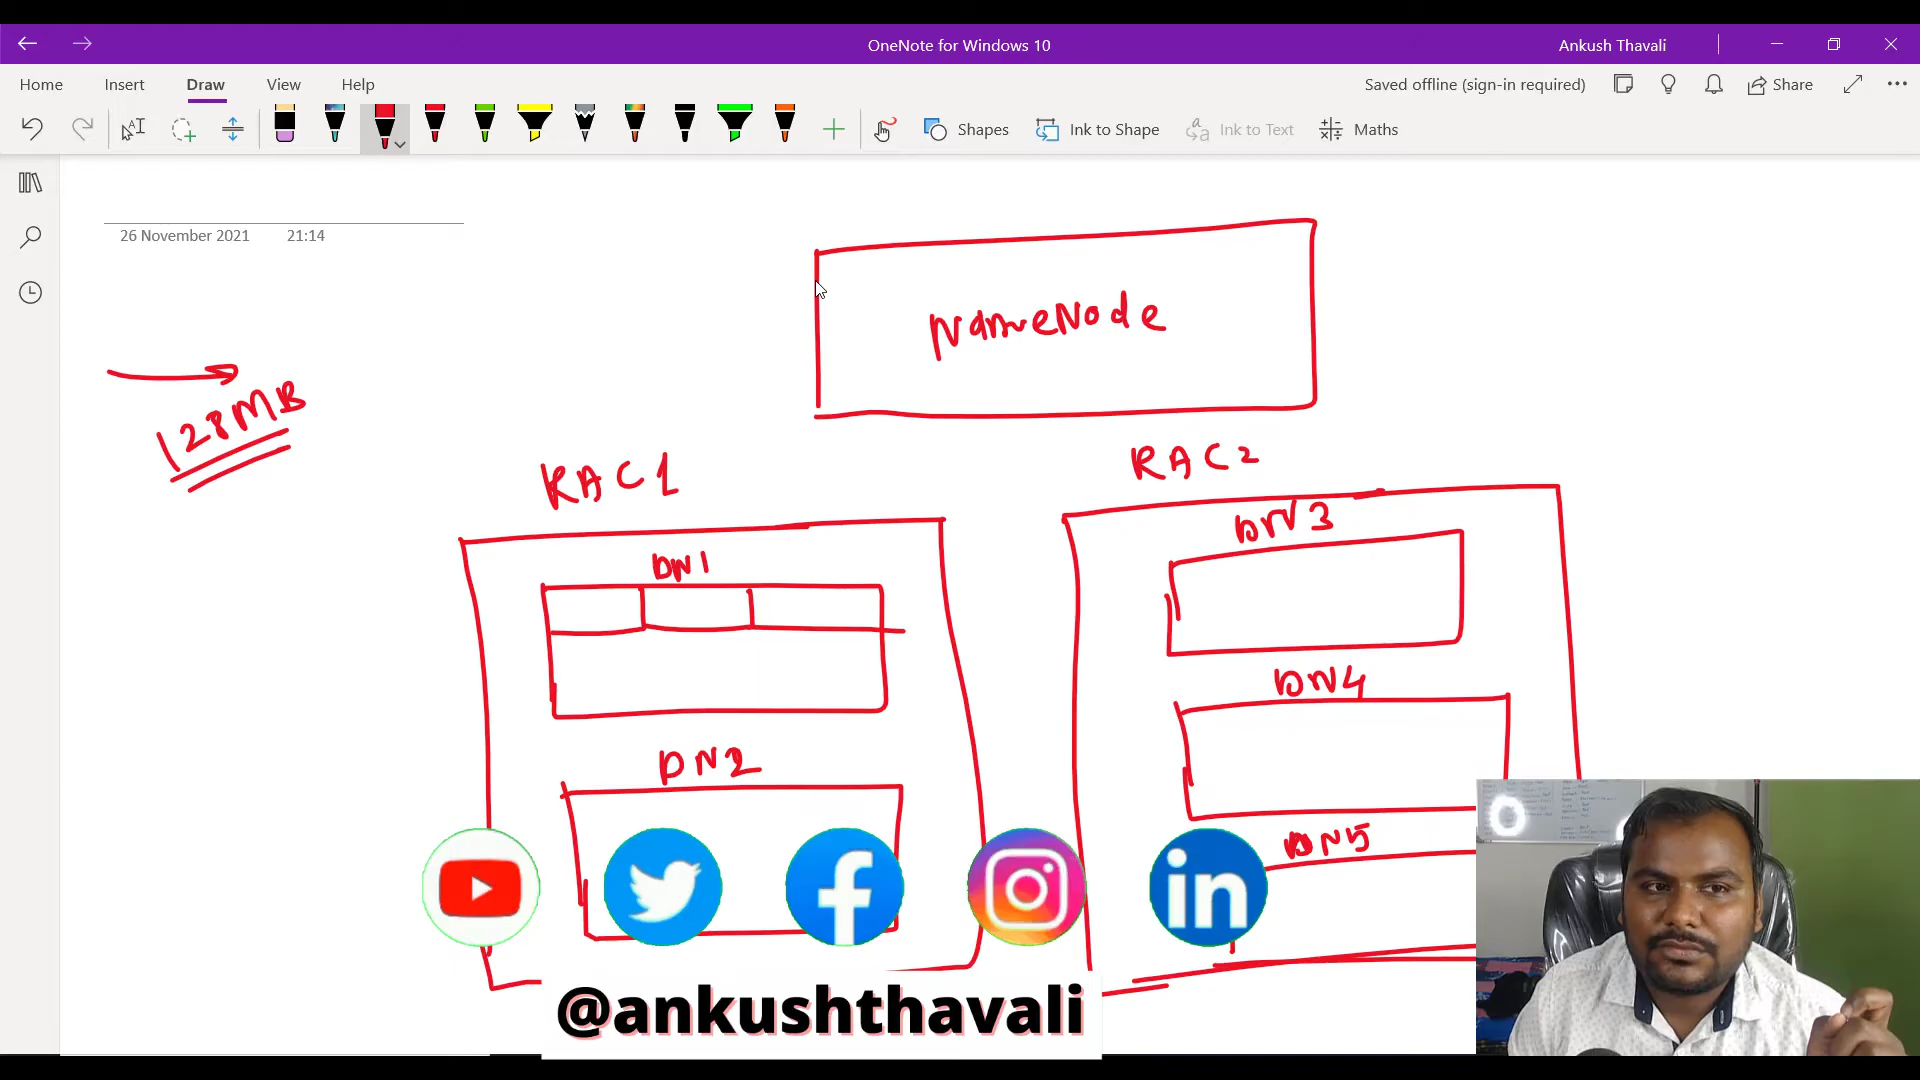 OneNote for Windows 10
Ankush Thavali
Home Insert Draw View Help
Saved offline (sign-in required)
Share
Shapes
Ink to Shape
Ink to Text
Maths
26 November 2021 21:14
NameNode
128MB
RAC1
RAC2
DN1
DN2
DN3
DN4
DN5
in
@ankushthavali